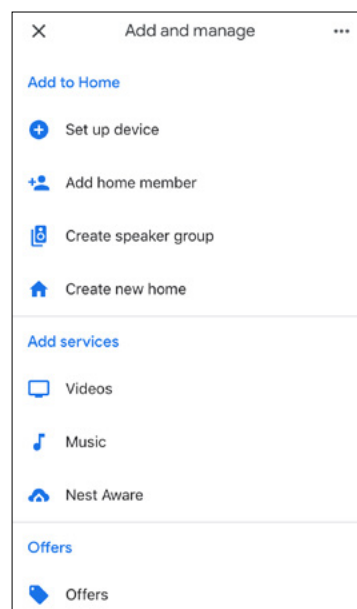 Add and manage
Add to Home
Set up device
Add home member
Create speaker group
Create new home
Add services
Videos
Music
Nest Aware
Offers
Offers